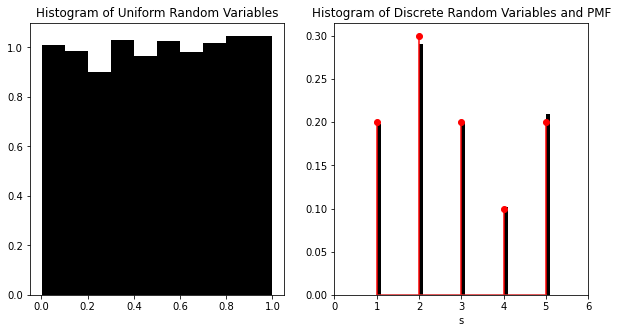 Histogram of Uniform Random Variables
1.0
0.8
0.6
0.4
0.2
0.0
0.0 0.2 0.4 0.6 0.8 1.0
Histogram of Discrete Random Variables and PMF
0.30
0.25
0.20
0.15
0.10
0.05
0.00
0 1 2 3 4 5 6
s